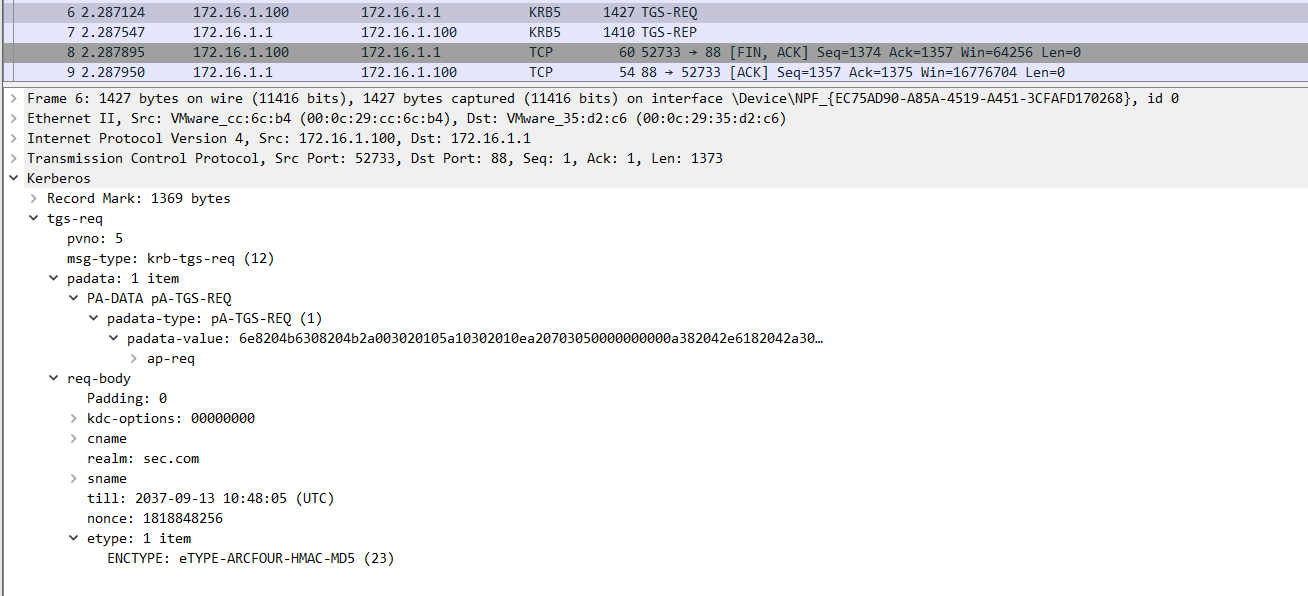 6 2.287124 172.16.1.100 172.16.1.1 KRB5 1427 TGS-REQ
7 2.287547 172.16.1.1 172.16.1.100 KRB5 1410 TGS-REP
8 2.287895 172.16.1.100 172.16.1.1 TCP 60 52733 → 88 [FIN, ACK] Seq=1374 Ack=1357 Win=64256 Len=0
9 2.287950 172.16.1.1 172.16.1.100 TCP 54 88 → 52733 [ACK] Seq=1357 Ack=1375 Win=16776704 Len=0
Frame 6: 1427 bytes on wire (11416 bits), 1427 bytes captured (11416 bits) on interface \Device\NPF_{EC75AD90-A85A-4519-A451-3CFAFD170268}, id 0
Ethernet II, Src: VMware_cc:6c:b4 (00:0c:29:cc:6c:b4), Dst: VMware_35:d2:c6 (00:0c:29:35:d2:c6)
Internet Protocol Version 4, Src: 172.16.1.100, Dst: 172.16.1.1
Transmission Control Protocol, Src Port: 52733, Dst Port: 88, Seq: 1, Ack: 1, Len: 1373
Kerberos
Record Mark: 1369 bytes
tgs-req
pvno: 5
msg-type: krb-tgs-req (12)
padata: 1 item
PA-DATA pA-TGS-REQ
padata-type: pA-TGS-REQ (1)
padata-value: 6e8204b6308204b2a003020105a10302010ea20703050000000000a382042e6182042a30…
ap-req
req-body
Padding: 0
kdc-options: 00000000
cname
realm: sec.com
sname
till: 2037-09-13 10:48:05 (UTC)
nonce: 1818848256
etype: 1 item
ENCTYPE: eTYPE-ARCFOUR-HMAC-MD5 (23)